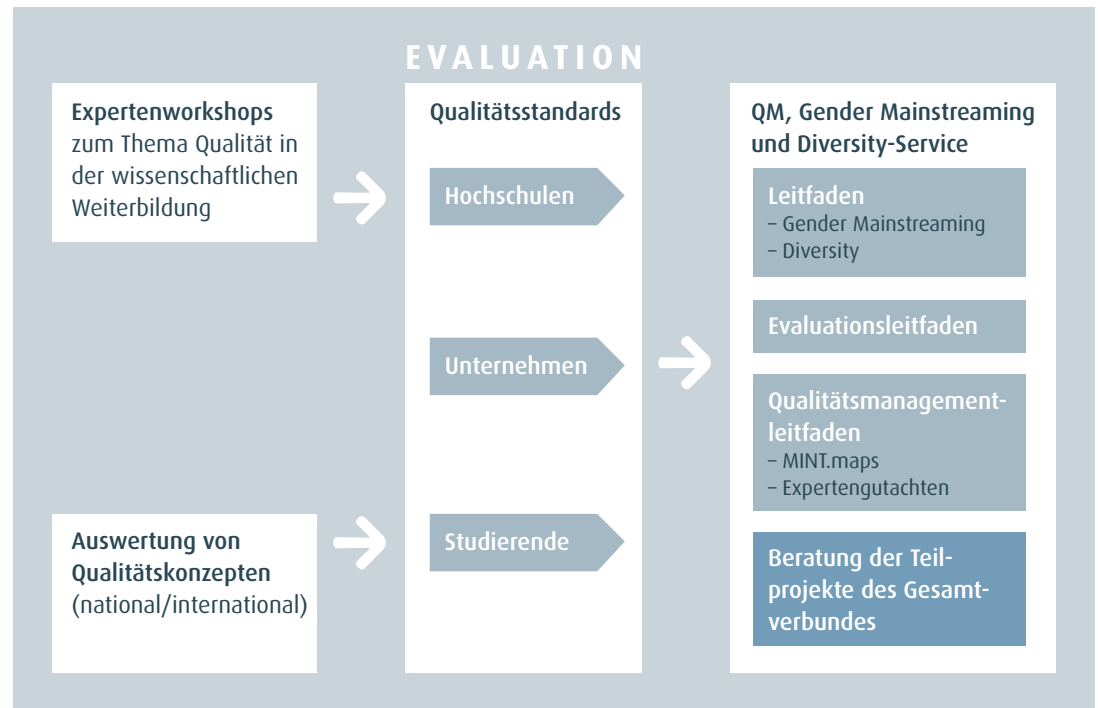 EVALUATION
Expertenworkshops
zum Thema Qualität in
der wissenschaftlichen
Weiterbildung
Auswertung von
Qualitätskonzepten
(national/international)
Qualitätsstandards
Hochschulen
Unternehmen
Studierende
QM, Gender Mainstreaming
und Diversity-Service
Leitfaden
– Gender Mainstreaming
– Diversity
Evaluationsleitfaden
Qualitätsmanagement-
leitfaden
– MINT.maps
– Expertengutachten
Beratung der Teil-
projekte des Gesamt-
verbundes